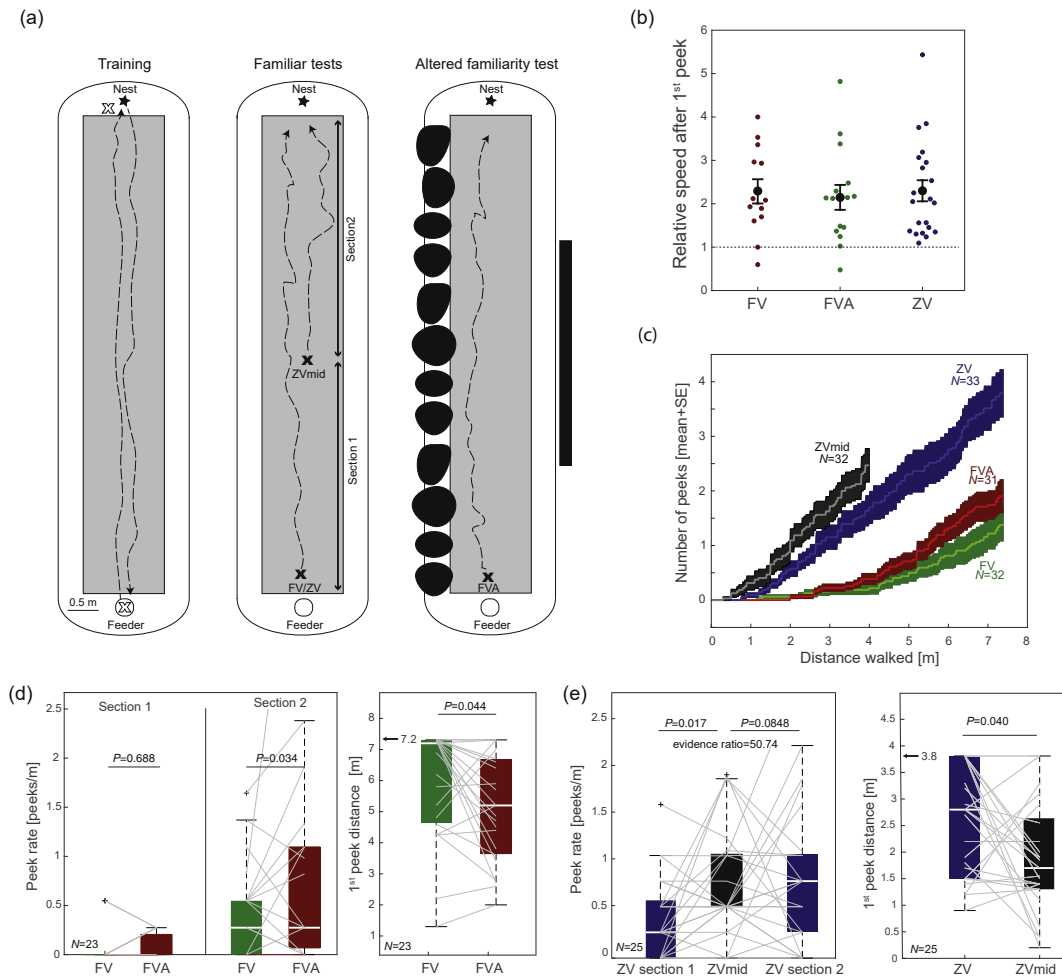 (a)
Training
Nest
X
X
Feeder
0.5 m
Familiar tests
Nest
Section2
X
ZVmid
Section 1
X
FV/ZV
Feeder
Altered familiarity test
Nest
X
FVA
Feeder
(b)
Relative speed after 1st peek
6
5
4
3
2
1
0
FV FVA ZV
(c)
Number of peeks [mean+SE]
4
3
2
1
0
ZV
N=33
ZVmid
N=32
FVA
N=31
FV
N=32
0 1 2 3 4 5 6 7 8
Distance walked [m]
(d)
Peek rate [peeks/m]
2.5
2
1.5
1
0.5
0
Section 1
Section 2
P=0.688
P=0.034
N=23
FV FVA FV FVA
1st peek distance [m]
8
7
6
5
4
3
2
1
7.2
P=0.044
N=23
FV FVA
(e)
Peek rate [peeks/m]
2.5
2
1.5
1
0.5
0
P=0.017
P=0.0848
evidence ratio=50.74
N=25
ZV section 1 ZVmid ZV section 2
1st peek distance [m]
4
3.5
3
2.5
2
1.5
1
0.5
0
3.8
P=0.040
N=25
ZV ZVmid